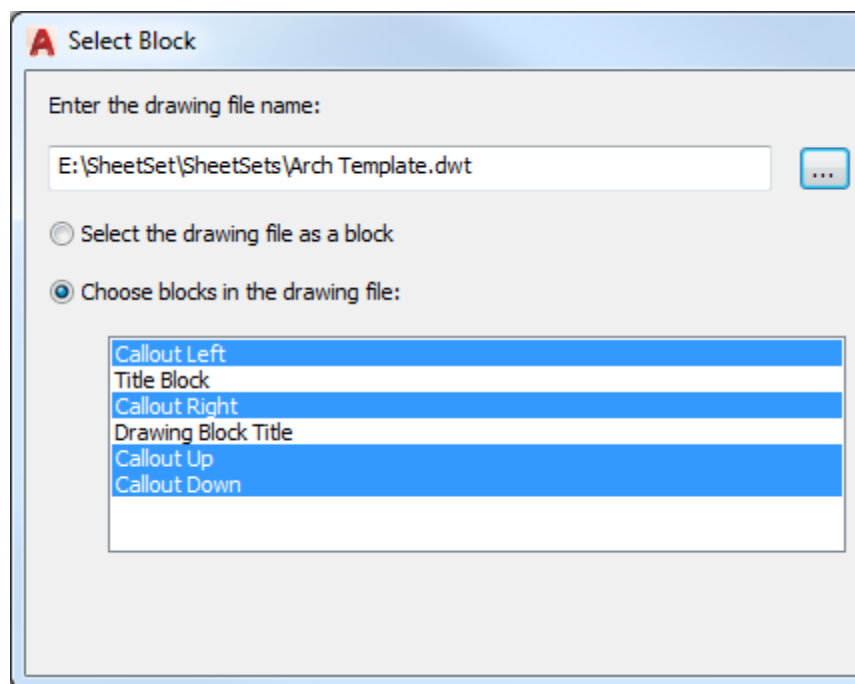 Select Block
Enter the drawing file name:
E:\SheetSet\SheetSets\Arch Template.dwt
...
Select the drawing file as a block
Choose blocks in the drawing file:
Callout Left
Title Block
Callout Right
Drawing Block Title
Callout Up
Callout Down